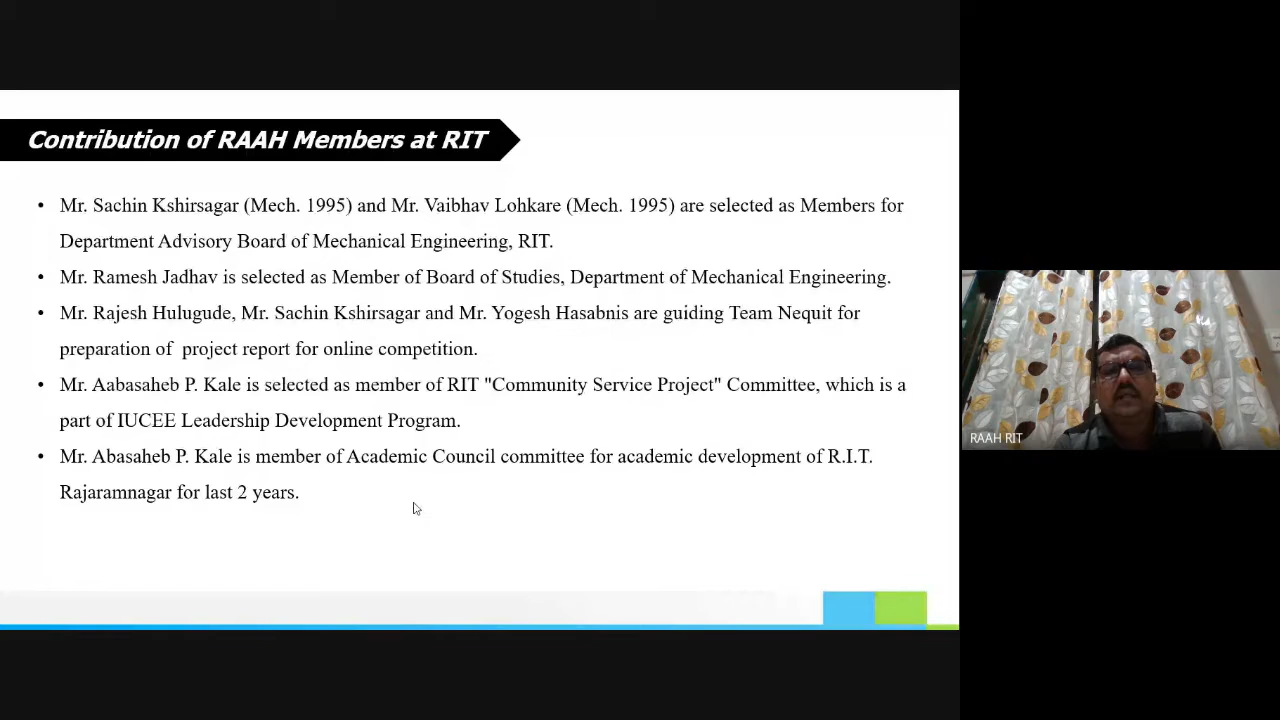 Contribution of RAAH Members at RIT
• Mr. Sachin Kshirsagar (Mech. 1995) and Mr. Vaibhav Lohkare (Mech. 1995) are selected as Members for
Department Advisory Board of Mechanical Engineering, RIT.
• Mr. Ramesh Jadhav is selected as Member of Board of Studies, Department of Mechanical Engineering.
• Mr. Rajesh Hulugude, Mr. Sachin Kshirsagar and Mr. Yogesh Hasabnis are guiding Team Nequit for
preparation of  project report for online competition.
• Mr. Aabasaheb P. Kale is selected as member of RIT "Community Service Project" Committee, which is a
part of IUCEE Leadership Development Program.
• Mr. Abasaheb P. Kale is member of Academic Council committee for academic development of R.I.T.
Rajaramnagar for last 2 years.
RAAH RIT